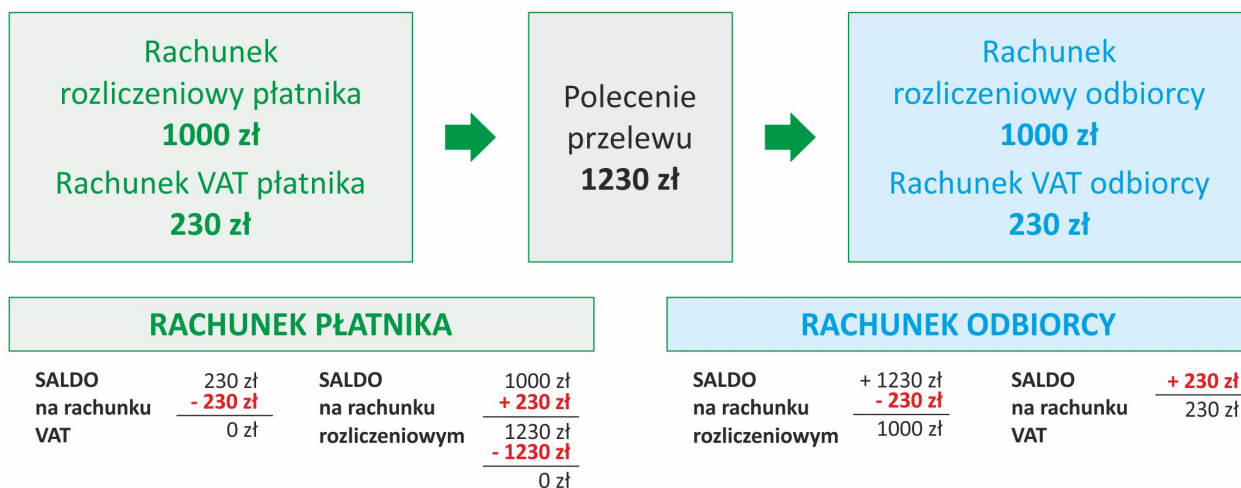 Rachunek
rozliczeniowy płatnika
1000 zł
Rachunek VAT płatnika
230 zł
Polecenie
przelewu
1230 zł
Rachunek
rozliczeniowy odbiorcy
1000 zł
Rachunek VAT odbiorcy
230 zł
RACHUNEK PŁATNIKA
SALDO
na rachunku
VAT
230 zł
- 230 zł
0 zł
SALDO
na rachunku
rozliczeniowym
1000 zł
+ 230 zł
1230 zł
- 1230 zł
0 zł
RACHUNEK ODBIORCY
SALDO
na rachunku
rozliczeniowym
+ 1230 zł
- 230 zł
1000 zł
SALDO
na rachunku
VAT
+ 230 zł
230 zł